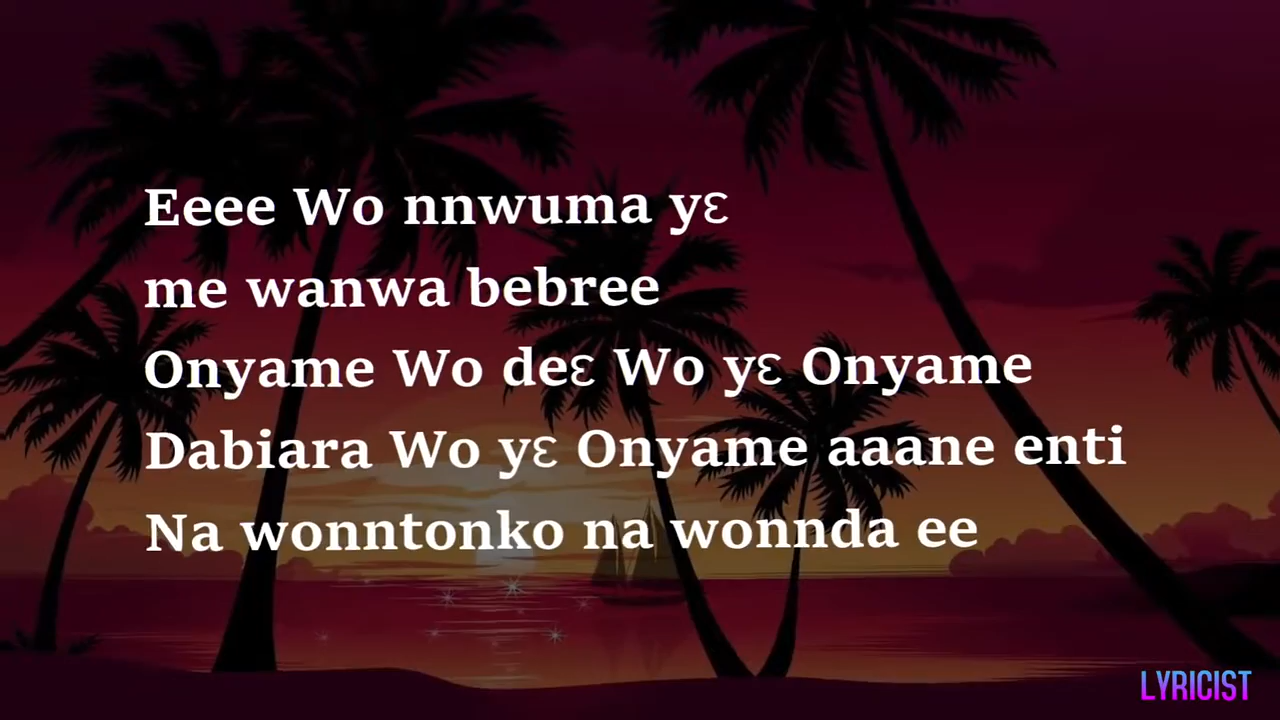 Eeee Wo nnwuma yɛ
me wanwa bebree
Onyame Wo deɛ Wo yɛ Onyame
Dabiara Wo yɛ Onyame aaane enti
Na wonntonko na wonnda ee
LYRICIST